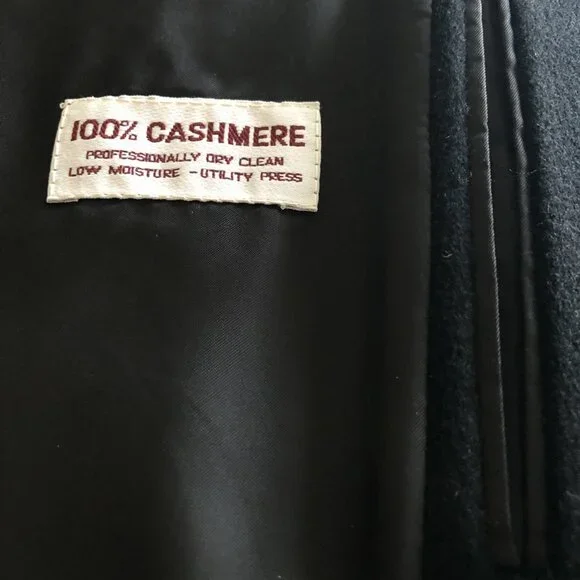 100% CASHMERE
PROFESSIONALLY DRY CLEAN
LOW MOISTURE - UTILITY PRESS